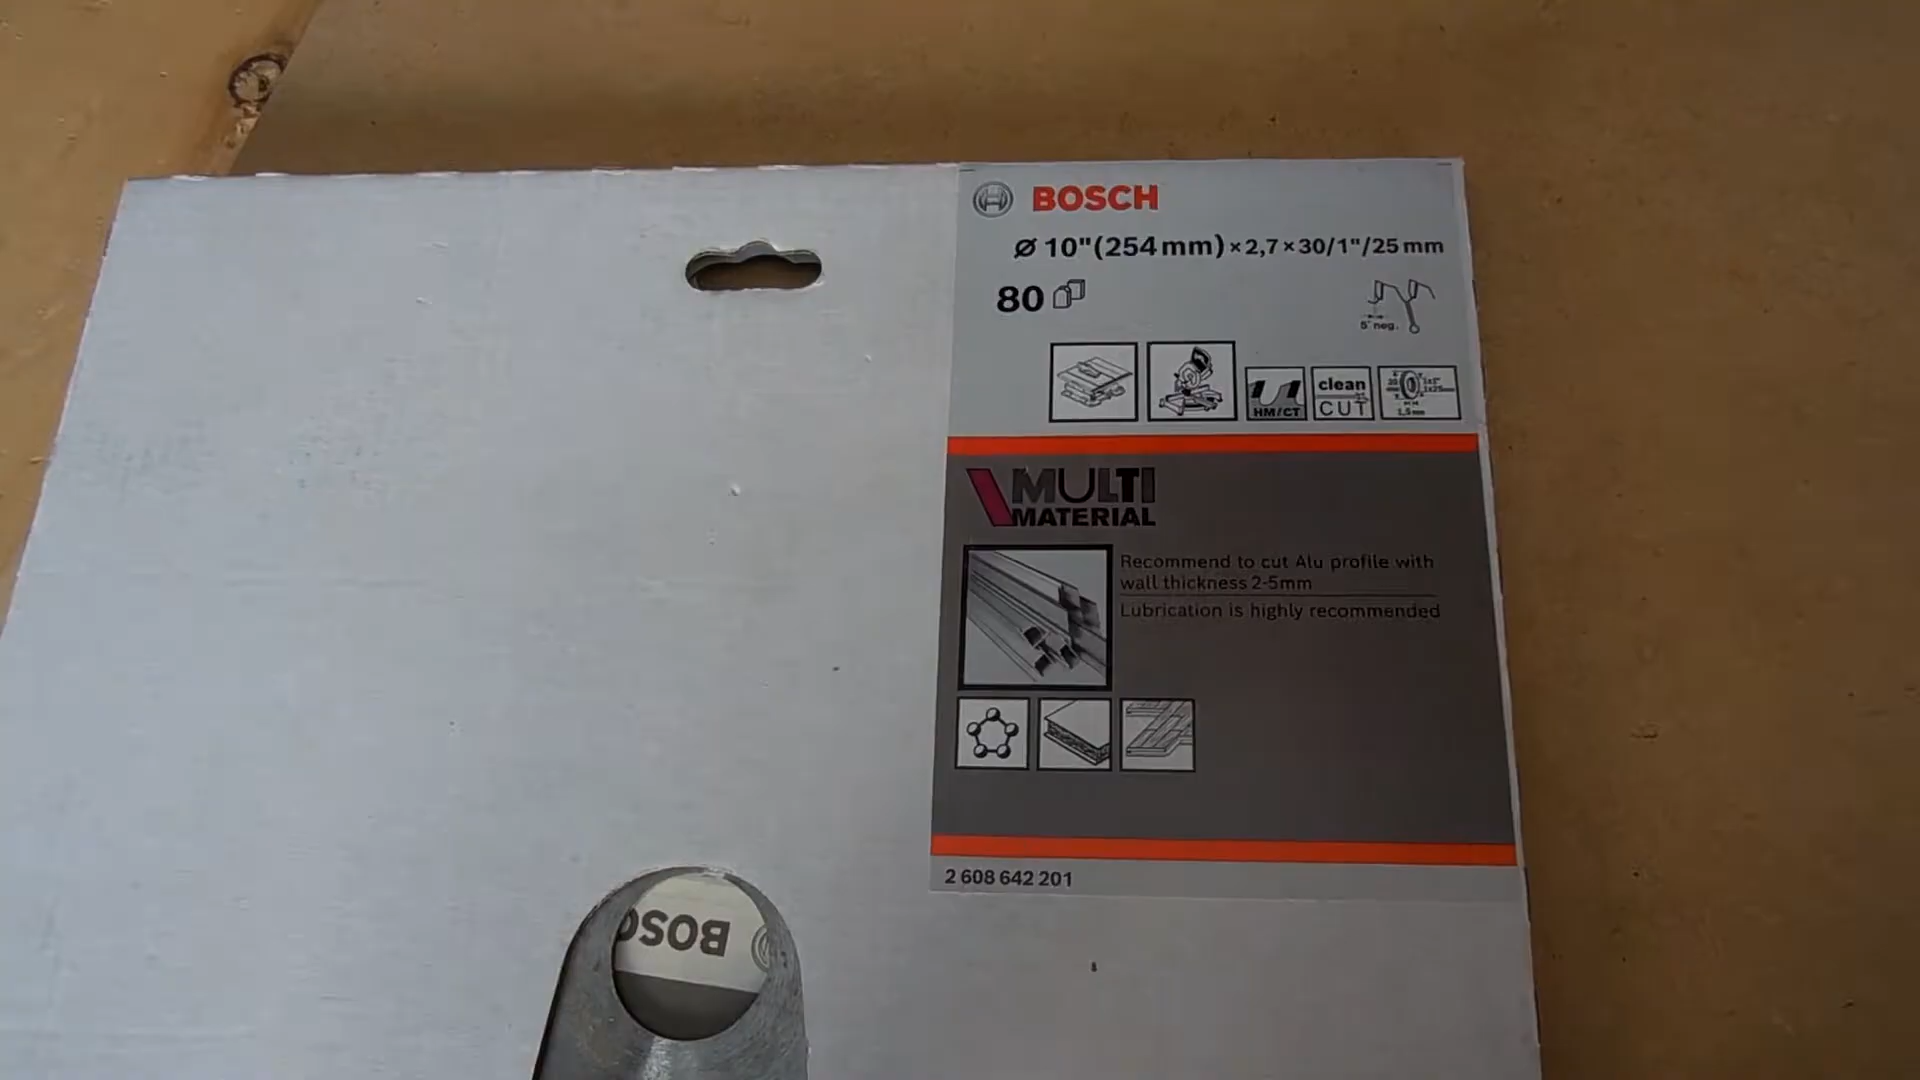 BOSCH
Ø 10"(254 mm) × 2,7 × 30/1"/25 mm
80
5° neg.
HM/CT
clean
CUT
MULTI
MATERIAL
Recommend to cut Alu profile with
wall thickness 2-5mm
Lubrication is highly recommended
2 608 642 201
BOSC